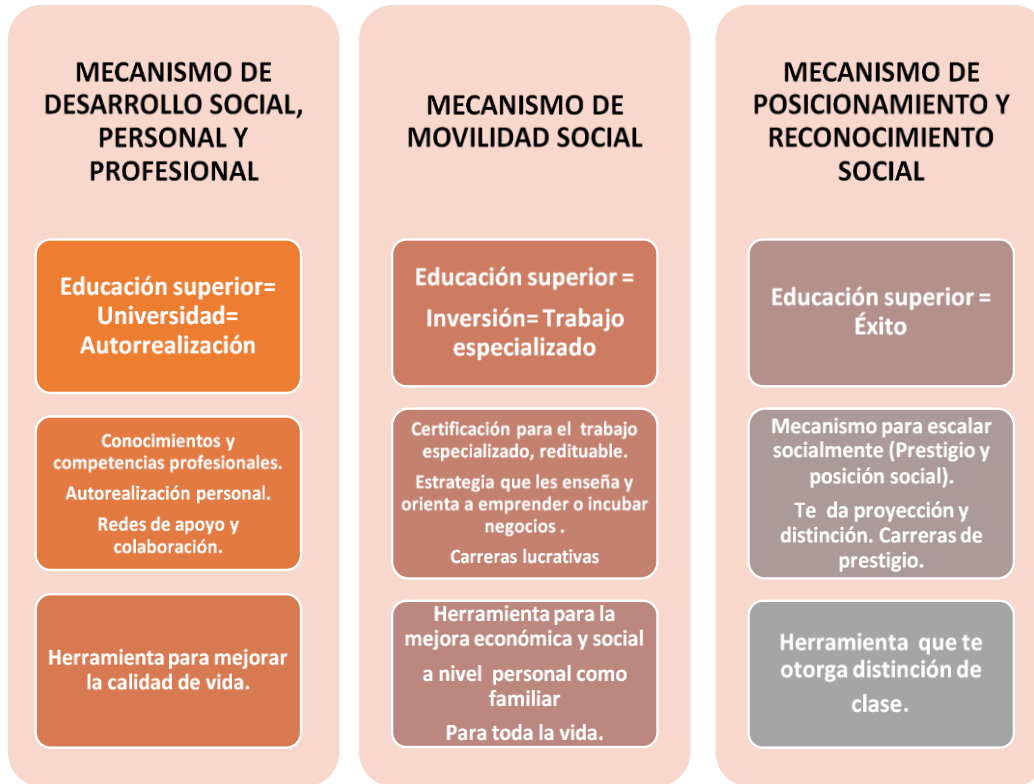 MECANISMO DE
DESARROLLO SOCIAL,
PERSONAL Y
PROFESIONAL
Educación superior=
Universidad=
Autorrealización
Conocimientos y
competencias profesionales.
Autorealización personal.
Redes de apoyo y
colaboración.
Herramienta para mejorar
la calidad de vida.
MECANISMO DE
MOVILIDAD SOCIAL
Educación superior =
Inversión= Trabajo
especializado
Certificación para el trabajo
especializado, redituable.
Estrategia que les enseña y
orienta a emprender o incubar
negocios .
Carreras lucrativas
Herramienta para la
mejora económica y social
a nivel personal como
familiar
Para toda la vida.
MECANISMO DE
POSICIONAMIENTO Y
RECONOCIMIENTO
SOCIAL
Educación superior =
Éxito
Mecanismo para escalar
socialmente (Prestigio y
posición social).
Te da proyección y
distinción. Carreras de
prestigio.
Herramienta que te
otorga distinción de
clase.